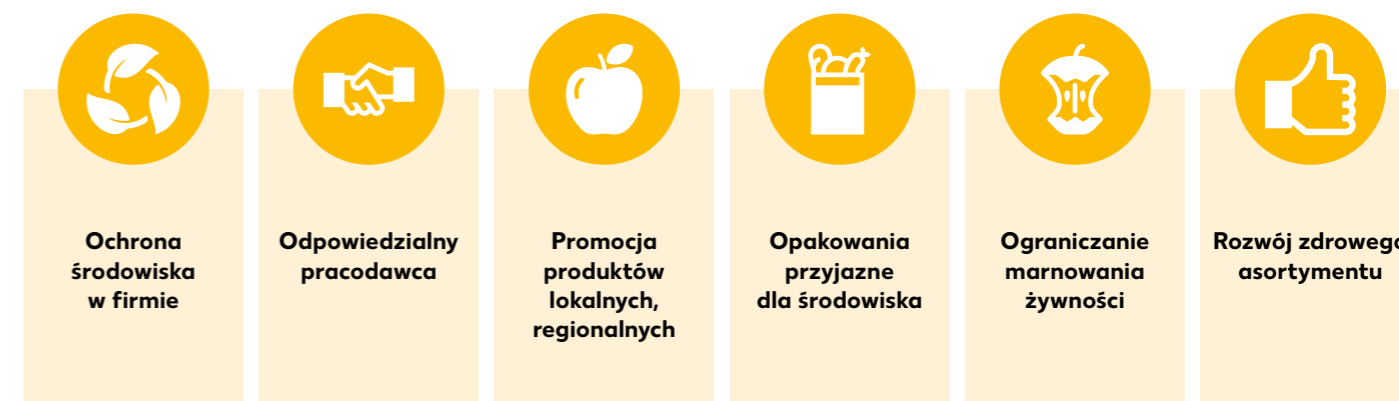 Ochrona
środowiska
w firmie
Odpowiedzialny
pracodawca
Promocja
produktów
lokalnych,
regionalnych
Opakowania
przyjazne
dla środowiska
Ograniczanie
marnowania
żywności
Rozwój zdrowego
asortymentu